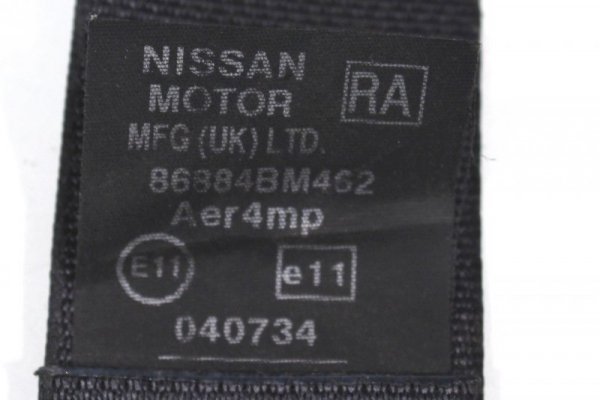 NISSAN
MOTOR RA
MFG (UK) LTD.
86884BM462
Aer4mp
E11 e11
040734